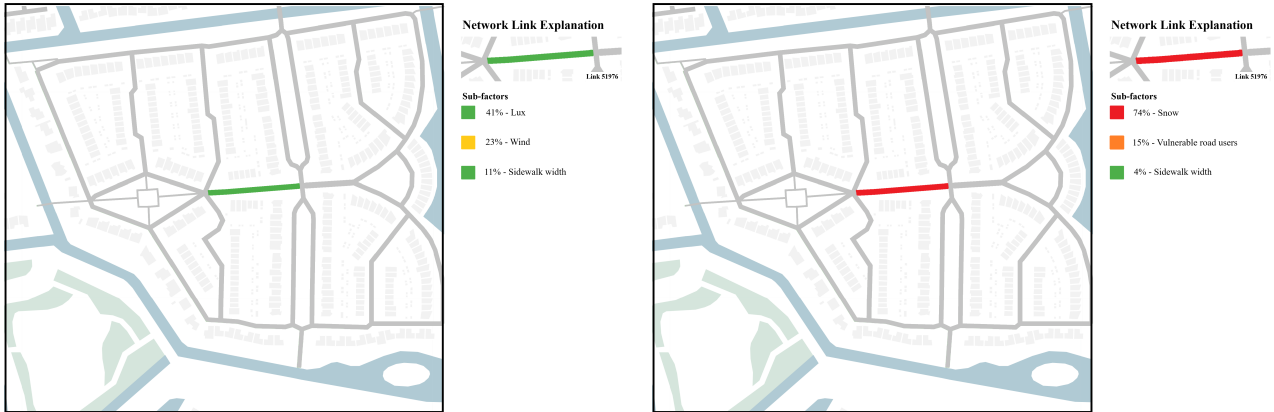 Network Link Explanation
Link 51976
Sub-factors
41% - Lux
23% - Wind
11% - Sidewalk width
Network Link Explanation
Link 51976
Sub-factors
74% - Snow
15% - Vulnerable road users
4% - Sidewalk width